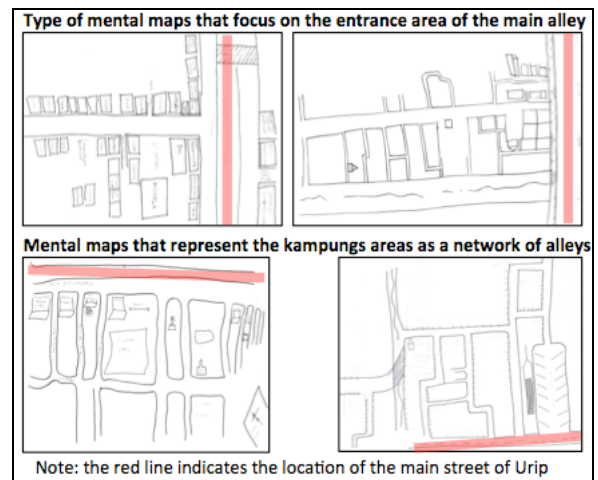 Type of mental maps that focus on the entrance area of the main alley
Mental maps that represent the kampungs areas as a network of alleys
Note: the red line indicates the location of the main street of Urip